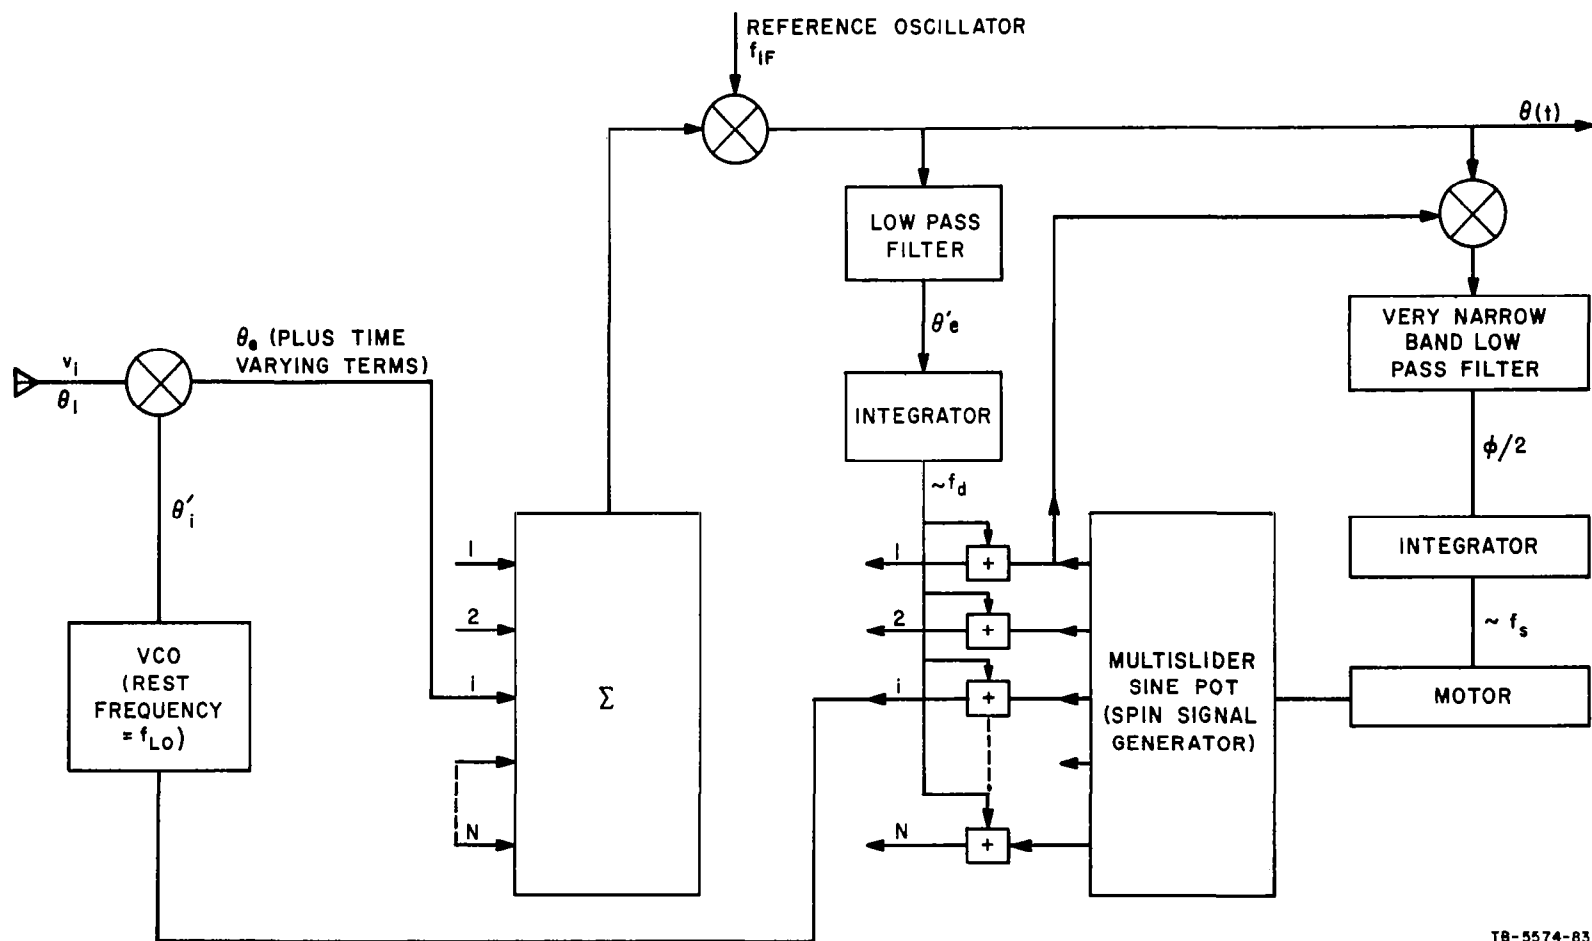 REFERENCE OSCILLATOR
f_IF
θ(t)
LOW PASS
FILTER
θ'e
INTEGRATOR
~f_d
VERY NARROW
BAND LOW
PASS FILTER
ϕ/2
INTEGRATOR
~ f_s
MOTOR
v_i
θ_i
θ_e (PLUS TIME
VARYING TERMS)
θ'_i
VCO
(REST
FREQUENCY
= f_LO)
1
2
i
N
Σ
1
2
i
N
+
+
+
+
MULTISLIDER
SINE POT
(SPIN SIGNAL
GENERATOR)
TB-5574-83